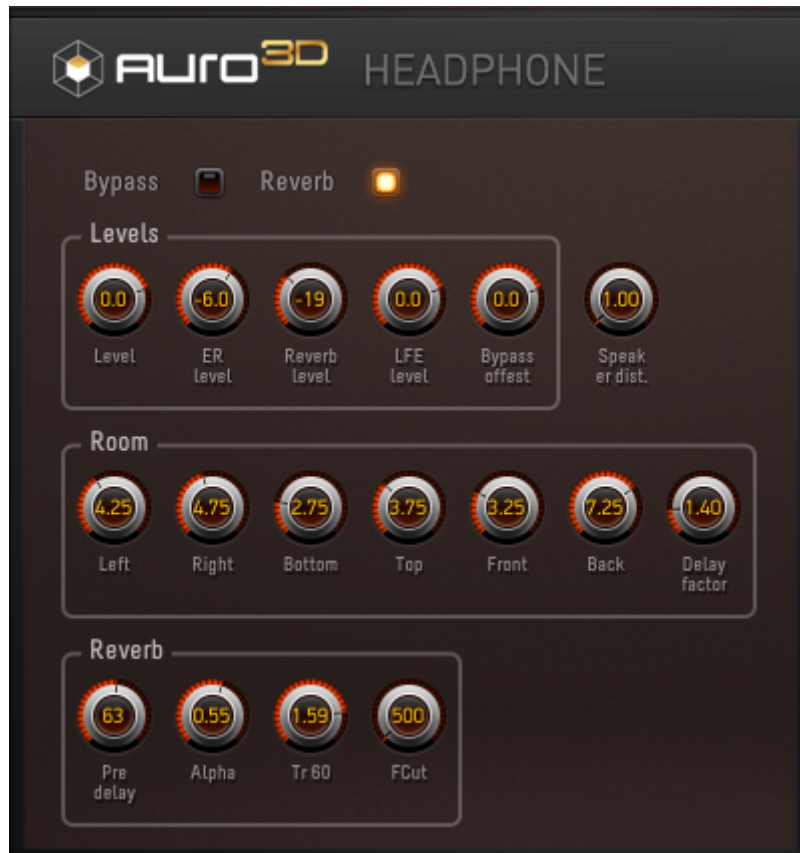 Auro 3D HEADPHONE
Bypass Reverb
Levels
0.0 -6.0 -19 0.0 0.0 1.00
Level ER Reverb LFE Bypass Speak
level level level offest er dist.
Room
4.25 4.75 2.75 3.75 3.25 7.25 1.40
Left Right Bottom Top Front Back Delay
factor
Reverb
63 0.55 1.59 500
Pre Alpha Tr 60 FCut
delay